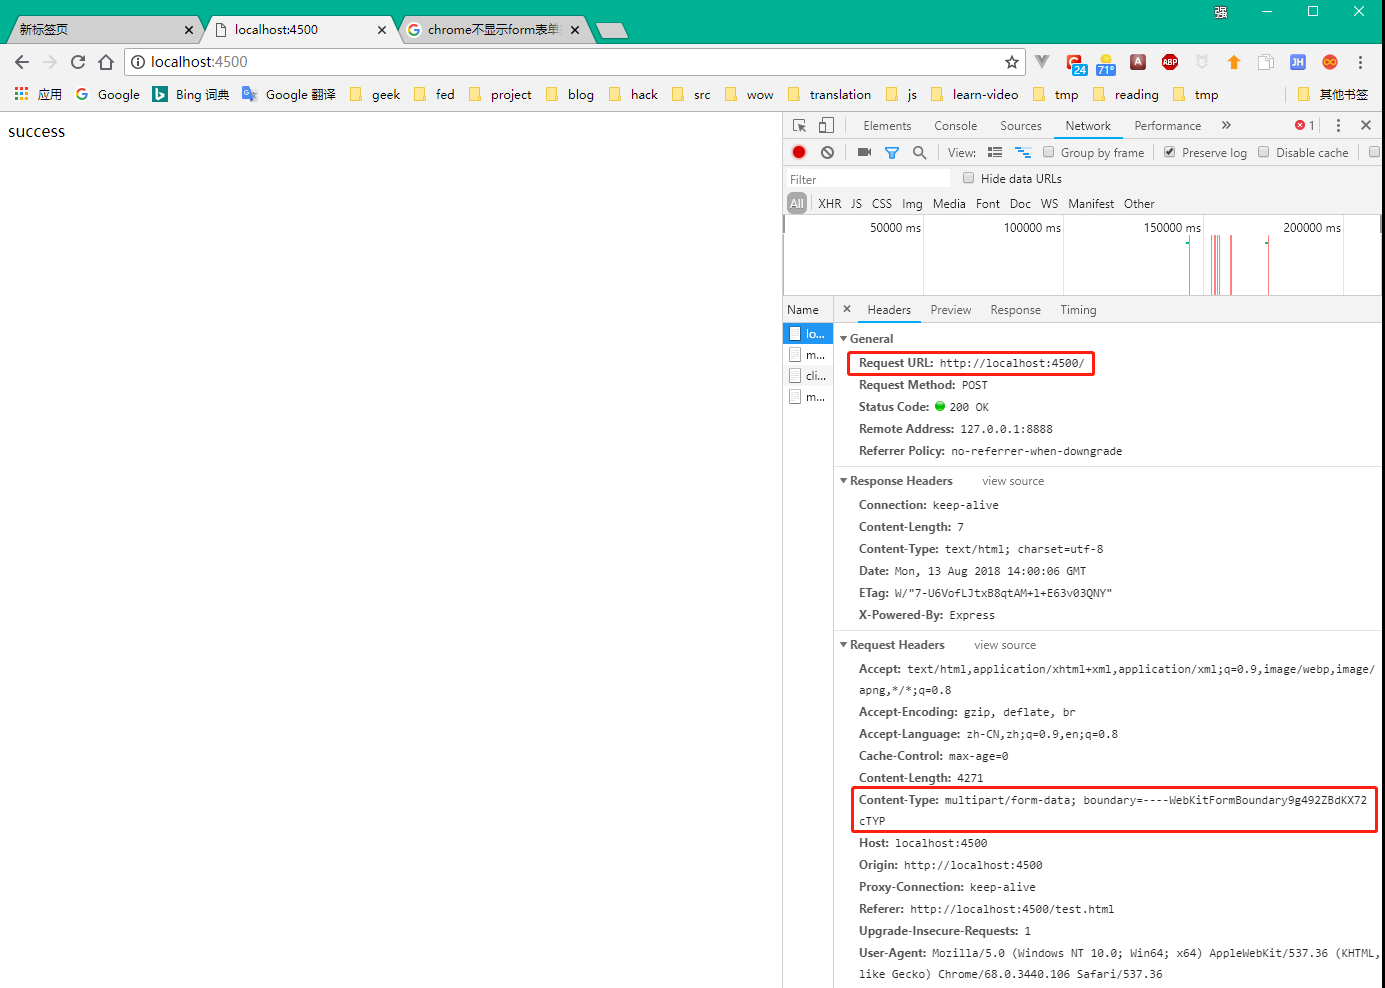 强
新标签页
localhost:4500
chrome不显示form表单
localhost:4500
24
71°
A
ABP
JH
应用
Google
Bing 词典
Google 翻译
geek
fed
project
blog
hack
src
wow
translation
js
learn-video
tmp
reading
tmp
其他书签
success
Elements
Console
Sources
Network
Performance
»
1
View:
Group by frame
Preserve log
Disable cache
Filter
Hide data URLs
All
XHR
JS
CSS
Img
Media
Font
Doc
WS
Manifest
Other
50000 ms
100000 ms
150000 ms
200000 ms
Name
Headers
Preview
Response
Timing
lo...
m...
cli...
m...
General
Request URL: http://localhost:4500/
Request Method: POST
Status Code: 200 OK
Remote Address: 127.0.0.1:8888
Referrer Policy: no-referrer-when-downgrade
Response Headers view source
Connection: keep-alive
Content-Length: 7
Content-Type: text/html; charset=utf-8
Date: Mon, 13 Aug 2018 14:00:06 GMT
ETag: W/"7-U6VofLJtxB8qtAM+l+E63v03QNY"
X-Powered-By: Express
Request Headers view source
Accept: text/html,application/xhtml+xml,application/xml;q=0.9,image/webp,image/
apng,*/*;q=0.8
Accept-Encoding: gzip, deflate, br
Accept-Language: zh-CN,zh;q=0.9,en;q=0.8
Cache-Control: max-age=0
Content-Length: 4271
Content-Type: multipart/form-data; boundary=----WebKitFormBoundary9g492ZBdKX72
cTYP
Host: localhost:4500
Origin: http://localhost:4500
Proxy-Connection: keep-alive
Referer: http://localhost:4500/test.html
Upgrade-Insecure-Requests: 1
User-Agent: Mozilla/5.0 (Windows NT 10.0; Win64; x64) AppleWebKit/537.36 (KHTML,
like Gecko) Chrome/68.0.3440.106 Safari/537.36